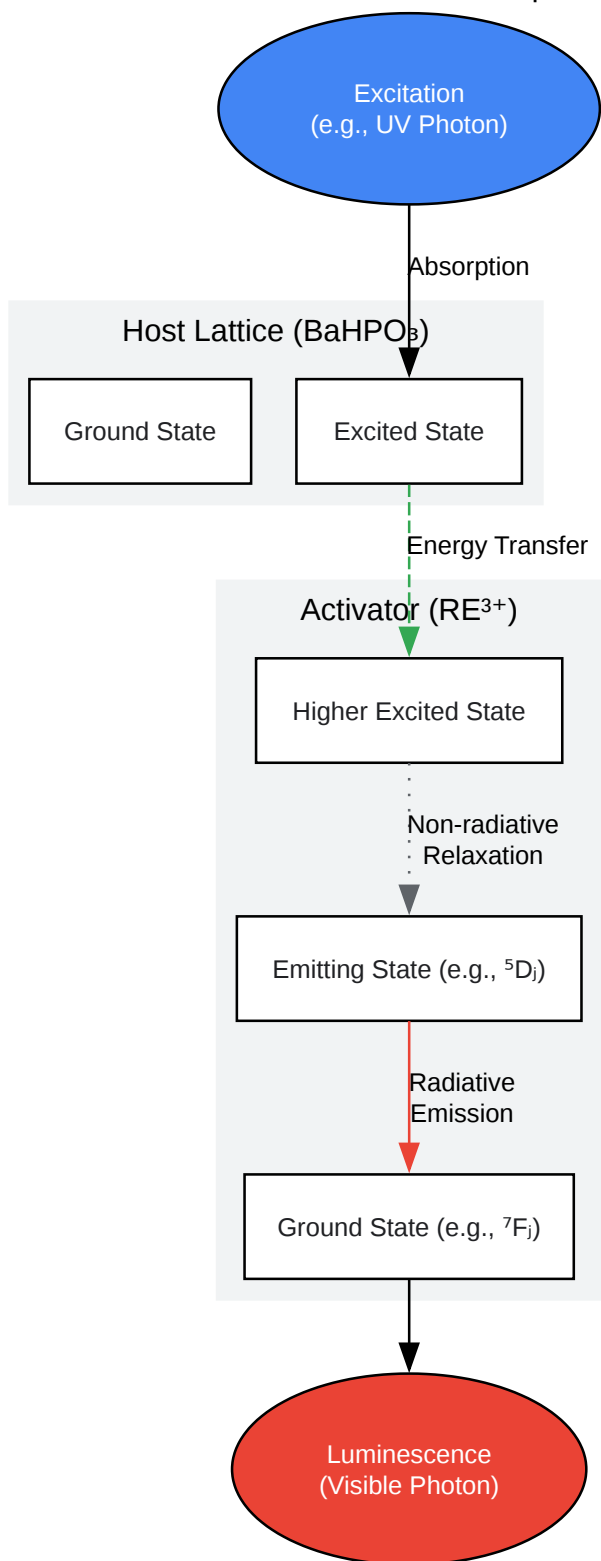 Excitation
(e.g., UV Photon)
Absorption
Host Lattice (BaHPO₃)
Ground State
Excited State
Energy Transfer
Activator (RE³⁺)
Higher Excited State
Non-radiative
Relaxation
Emitting State (e.g., ⁵Dⱼ)
Radiative
Emission
Ground State (e.g., ⁷Fⱼ)
Luminescence
(Visible Photon)